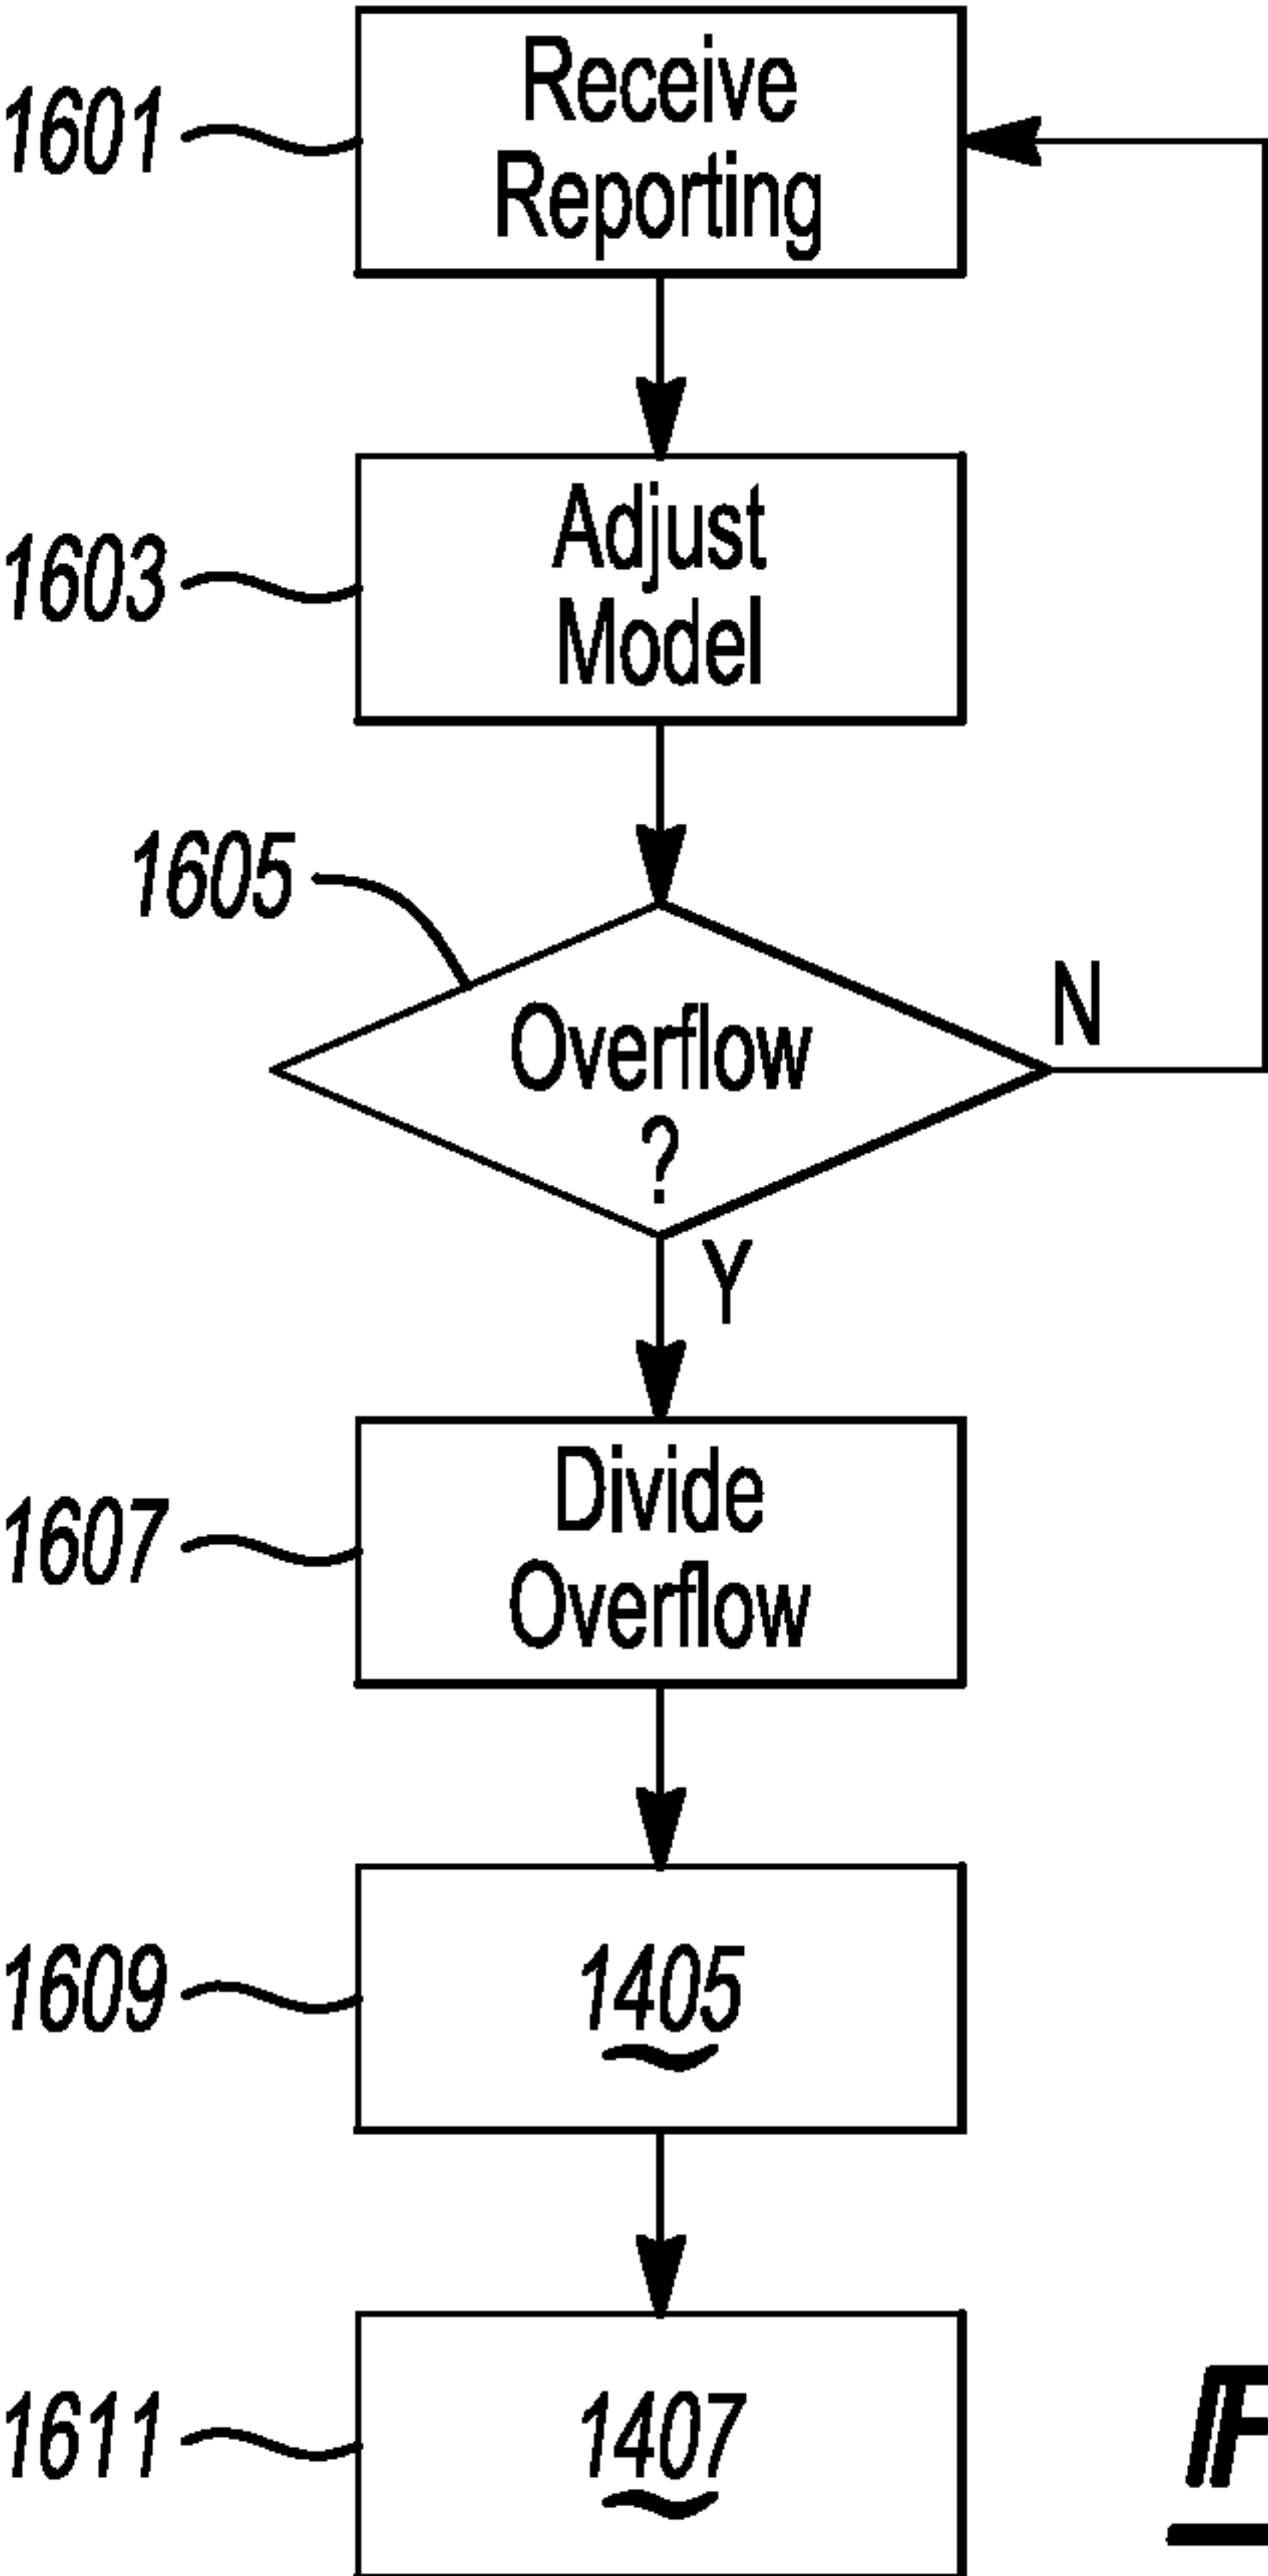 Receive
Reporting
1601
Adjust
Model
1603
1605
Overflow
?
N
Y
Divide
Overflow
1607
1405
1609
1407
1611
F